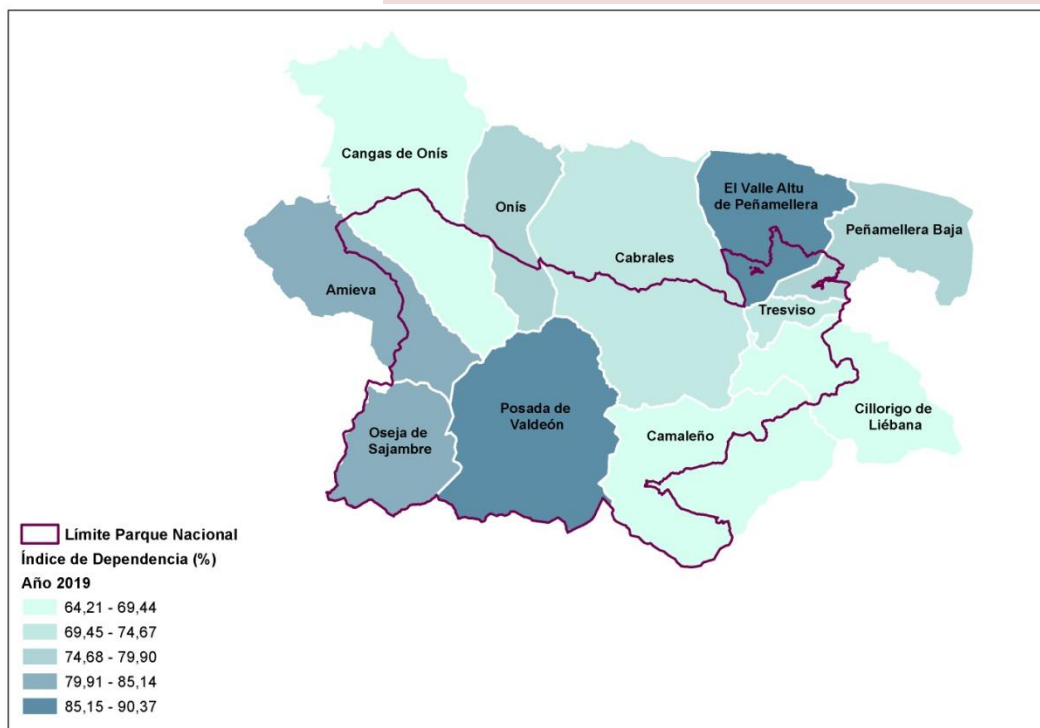 Cangas de Onís
Onís
El Valle Altu
de Peñamellera
Peñamellera Baja
Cabrales
Amieva
Tresviso
Posada de
Valdeón
Oseja de
Sajambre
Camaleño
Cillorigo de
Liébana
Límite Parque Nacional
Índice de Dependencia (%)
Año 2019
64,21 - 69,44
69,45 - 74,67
74,68 - 79,90
79,91 - 85,14
85,15 - 90,37